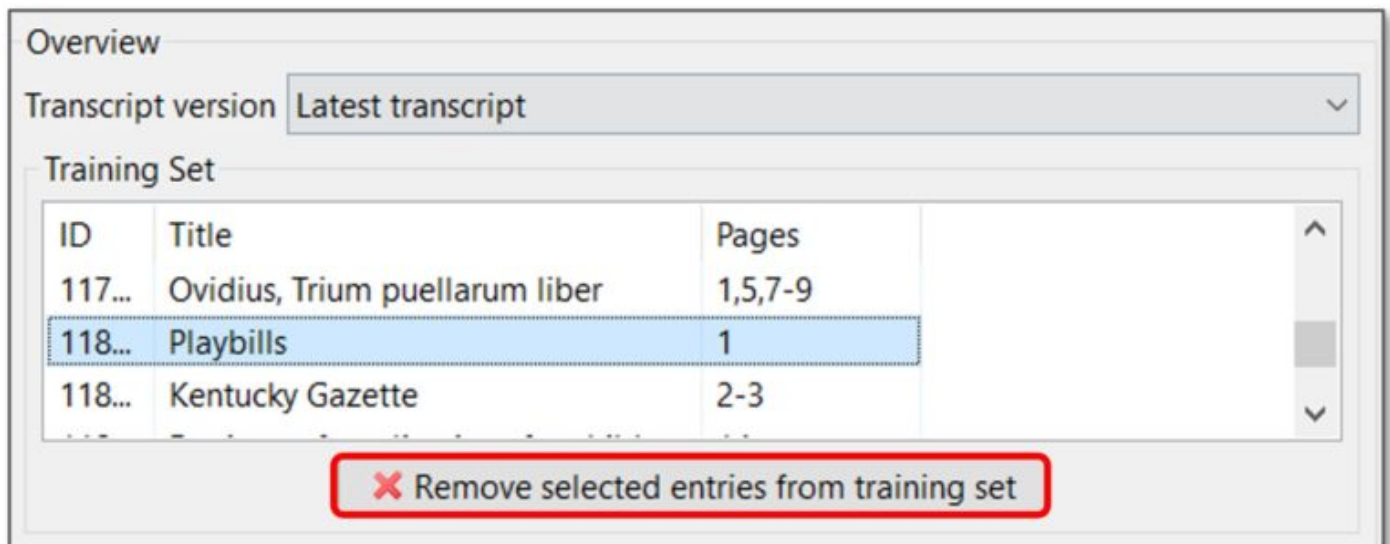 Overview
Transcript version Latest transcript
Training Set
ID Title Pages
117... Ovidius, Trium puellarum liber 1,5,7-9
118... Playbills 1
118... Kentucky Gazette 2-3
Remove selected entries from training set